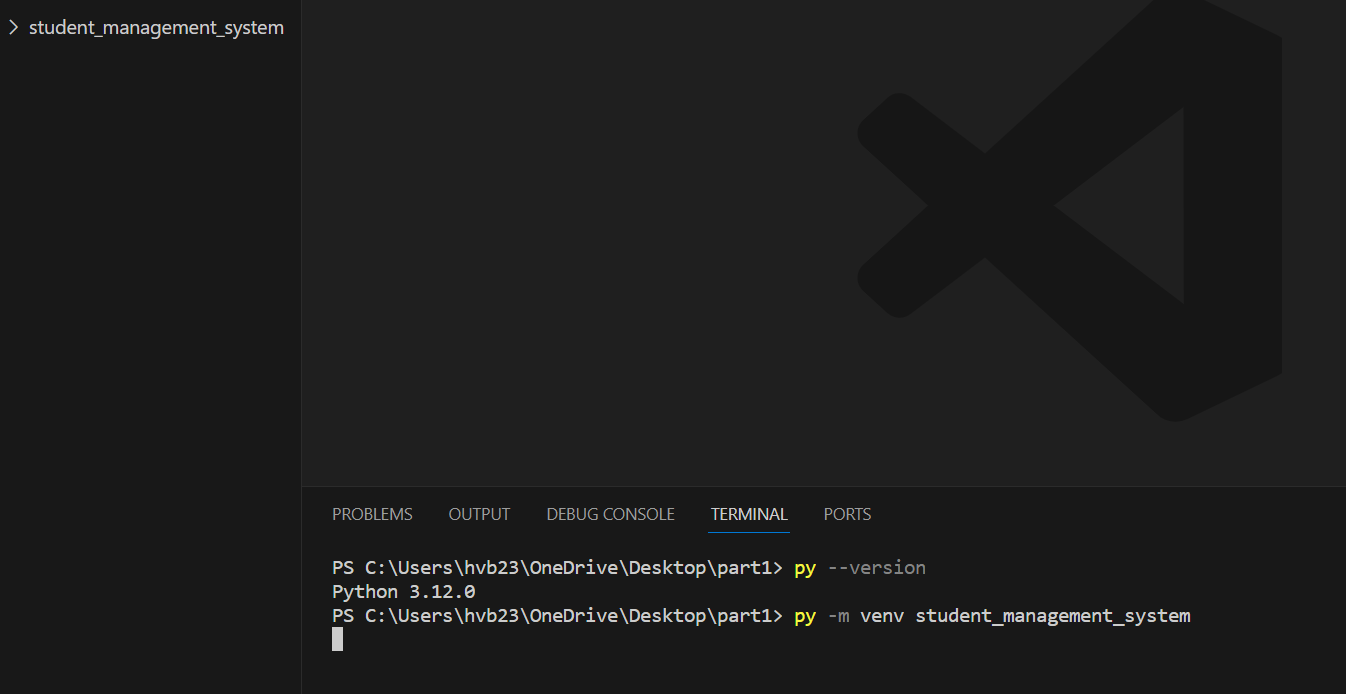 student_management_system
PROBLEMS OUTPUT DEBUG CONSOLE TERMINAL PORTS
PS C:\Users\hvb23\OneDrive\Desktop\part1> py --version
Python 3.12.0
PS C:\Users\hvb23\OneDrive\Desktop\part1> py -m venv student_management_system